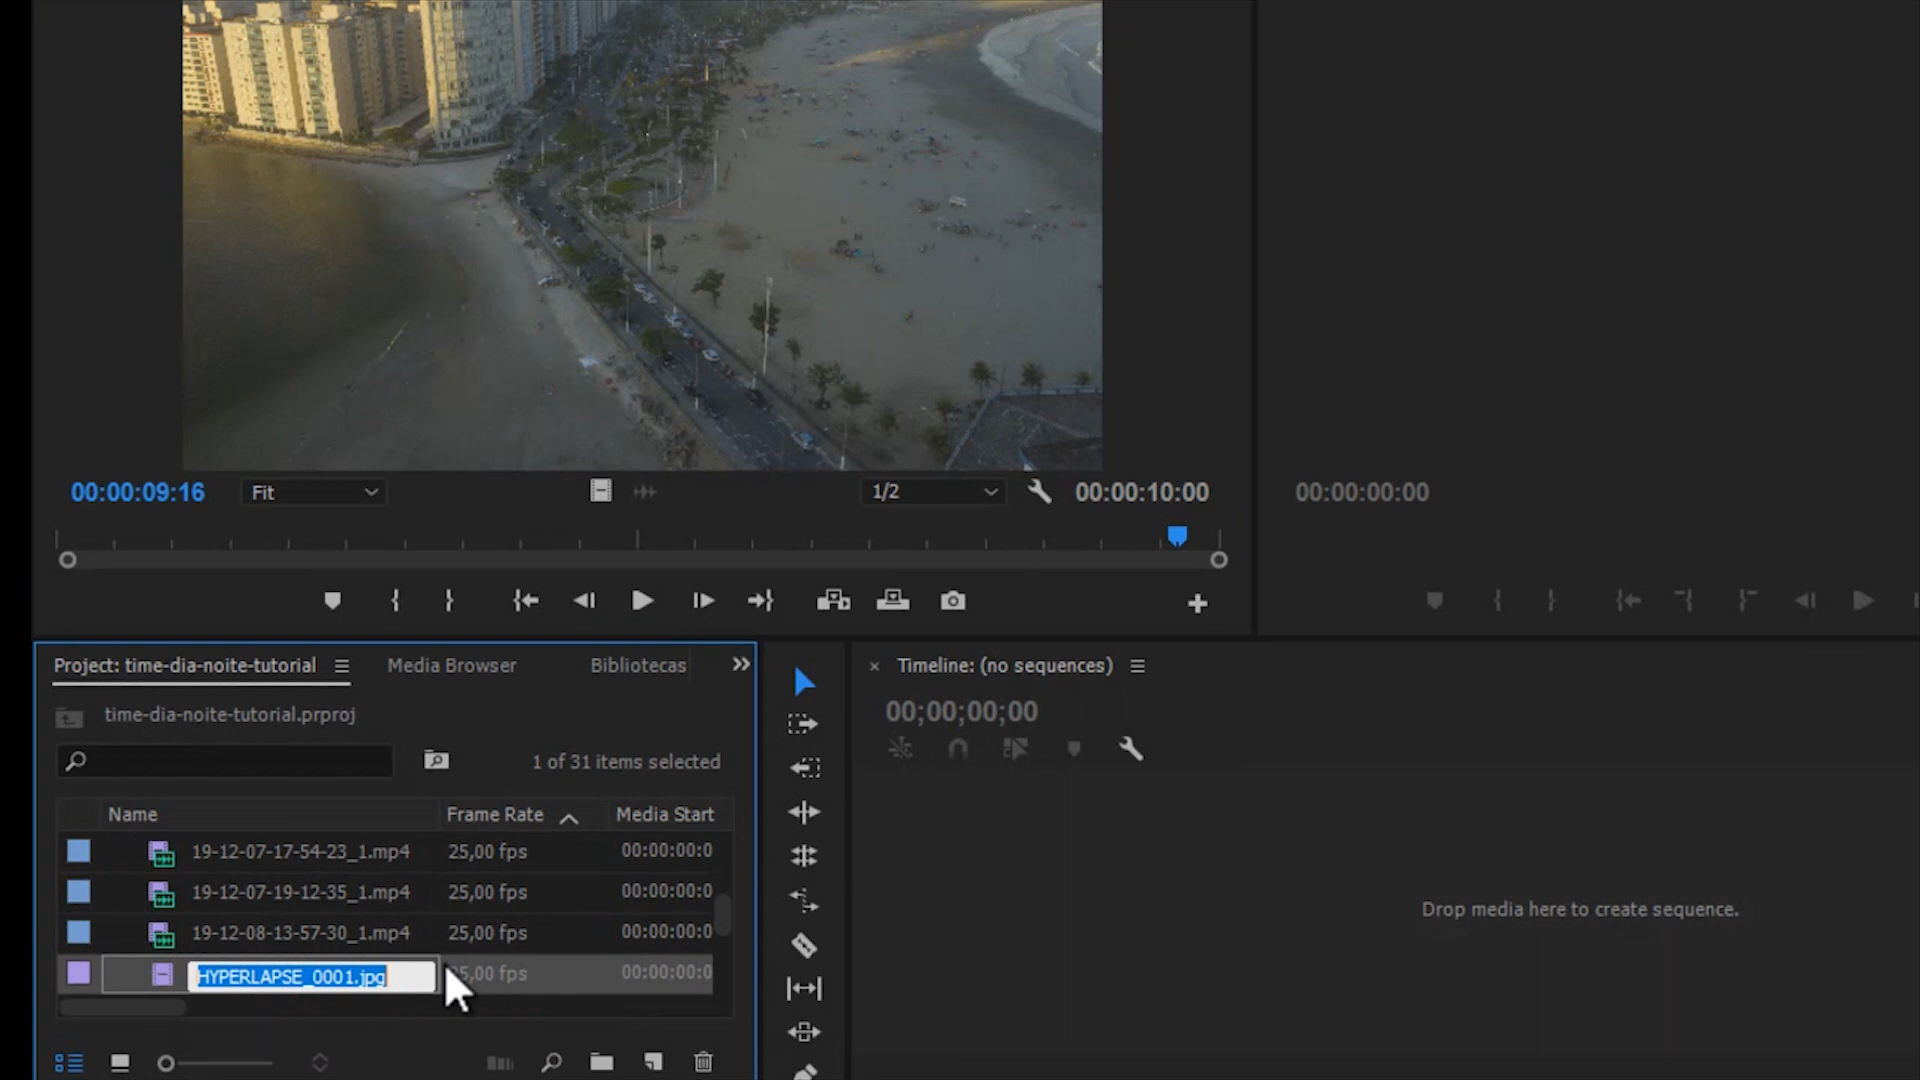 00:00:09:16
Fit
1/2
00:00:10:00
00:00:00:00
Project: time-dia-noite-tutorial
Media Browser
Bibliotecas
Timeline: (no sequences)
time-dia-noite-tutorial.prproj
00;00;00;00
1 of 31 items selected
Name
Frame Rate
Media Start
19-12-07-17-54-23_1.mp4
25,00 fps
00:00:00:0
19-12-07-19-12-35_1.mp4
25,00 fps
00:00:00:0
19-12-08-13-57-30_1.mp4
25,00 fps
00:00:00:0
HYPERLAPSE_0001.jpg
25,00 fps
00:00:00:0
Drop media here to create sequence.